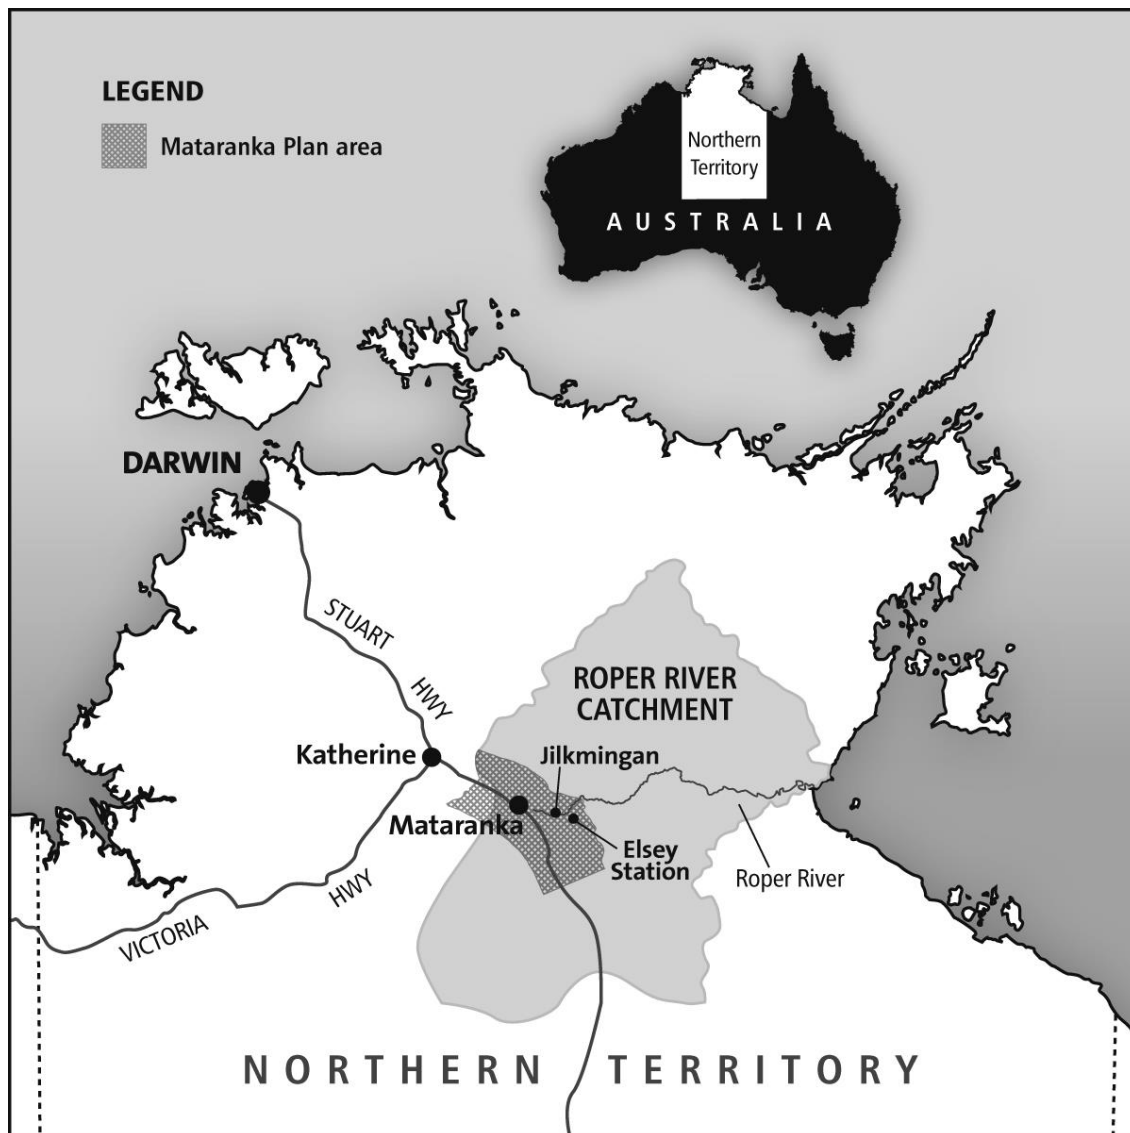 LEGEND
Mataranka Plan area
Northern
Territory
AUSTRALIA
DARWIN
STUART
HWY
ROPER RIVER
CATCHMENT
Katherine
Jilkmingan
Mataranka
Elsey
Station
Roper River
HWY
VICTORIA
NORTHERN TERRITORY